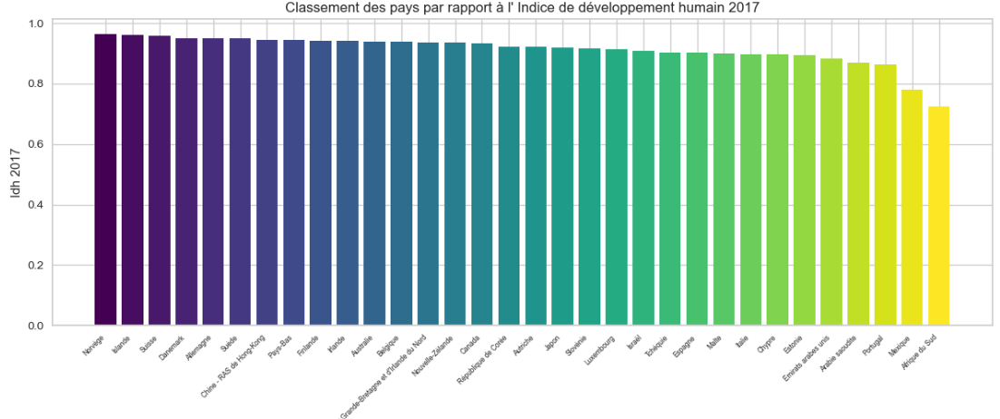 Classement des pays par rapport à l' Indice de développement humain 2017
Idh 2017
1.0
0.8
0.6
0.4
0.2
0.0
Norvège
Islande
Suisse
Danemark
Allemagne
Suède
Chine - RAS de Hong-Kong
Pays-Bas
Finlande
Irlande
Australie
Belgique
Grande-Bretagne et d'Irlande du Nord
Nouvelle-Zelande
Canada
République de Corée
Autriche
Japon
Slovénie
Luxembourg
Israël
Tchéquie
Espagne
Malte
Italie
Chypre
Estonie
Emirats arabes unis
Arabie saoudite
Portugal
Mexique
Afrique du Sud